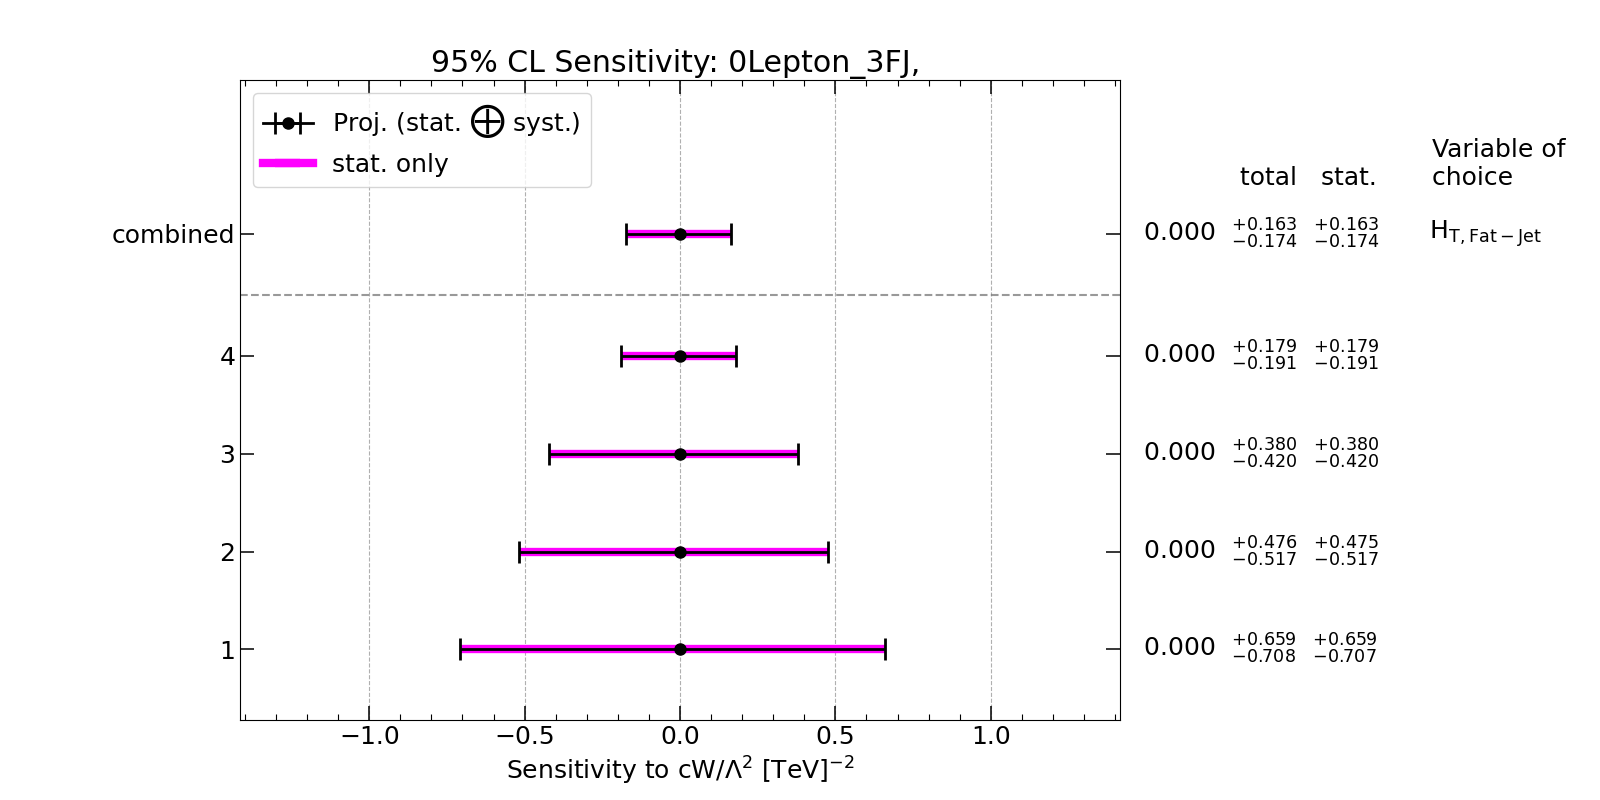 95% CL Sensitivity: 0Lepton_3FJ,
Proj. (stat. ⊕ syst.)
stat. only
Variable of
total stat. choice
combined 0.000 +0.163 −0.174 +0.163 −0.174 H_{T, Fat−Jet}
4 0.000 +0.179 −0.191 +0.179 −0.191
3 0.000 +0.380 −0.420 +0.380 −0.420
2 0.000 +0.476 −0.517 +0.475 −0.517
1 0.000 +0.659 −0.708 +0.659 −0.707
−1.0 −0.5 0.0 0.5 1.0
Sensitivity to cW/Λ² [TeV]⁻²